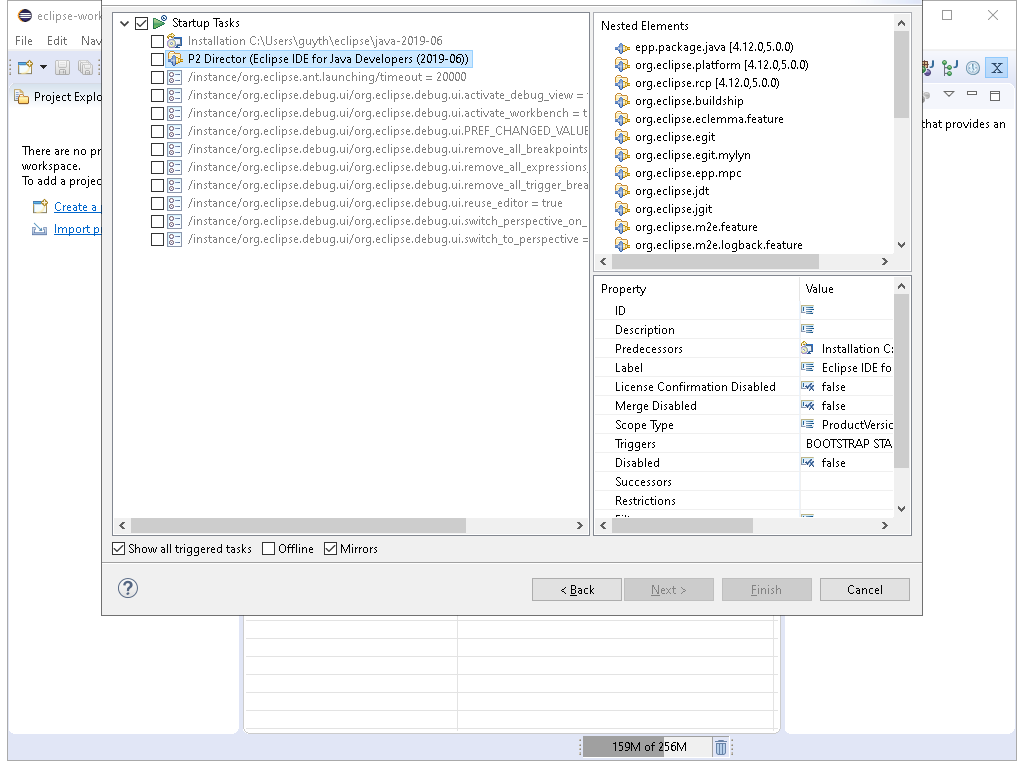 eclipse-work
File Edit Nav
Project Explo
There are no pr
workspace.
To add a projec
Create a
Import pr
that provides an
Startup Tasks
Installation C:\Users\guyth\eclipse\java-2019-06
P2 Director (Eclipse IDE for Java Developers (2019-06))
/instance/org.eclipse.ant.launching/timeout = 20000
/instance/org.eclipse.debug.ui/org.eclipse.debug.ui.activate_debug_view =
/instance/org.eclipse.debug.ui/org.eclipse.debug.ui.activate_workbench = t
/instance/org.eclipse.debug.ui/org.eclipse.debug.ui.PREF_CHANGED_VALUE
/instance/org.eclipse.debug.ui/org.eclipse.debug.ui.remove_all_breakpoints
/instance/org.eclipse.debug.ui/org.eclipse.debug.ui.remove_all_expressions
/instance/org.eclipse.debug.ui/org.eclipse.debug.ui.remove_all_trigger_brea
/instance/org.eclipse.debug.ui/org.eclipse.debug.ui.reuse_editor = true
/instance/org.eclipse.debug.ui/org.eclipse.debug.ui.switch_perspective_on_
/instance/org.eclipse.debug.ui/org.eclipse.debug.ui.switch_to_perspective =
Nested Elements
epp.package.java [4.12.0,5.0.0)
org.eclipse.platform [4.12.0,5.0.0)
org.eclipse.rcp [4.12.0,5.0.0)
org.eclipse.buildship
org.eclipse.eclemma.feature
org.eclipse.egit
org.eclipse.egit.mylyn
org.eclipse.epp.mpc
org.eclipse.jdt
org.eclipse.jgit
org.eclipse.m2e.feature
org.eclipse.m2e.logback.feature
Property Value
ID
Description
Predecessors Installation C:
Label Eclipse IDE fo
License Confirmation Disabled false
Merge Disabled false
Scope Type ProductVersio
Triggers BOOTSTRAP STA
Disabled false
Successors
Restrictions
Show all triggered tasks Offline Mirrors
< Back Next > Finish Cancel
159M of 256M